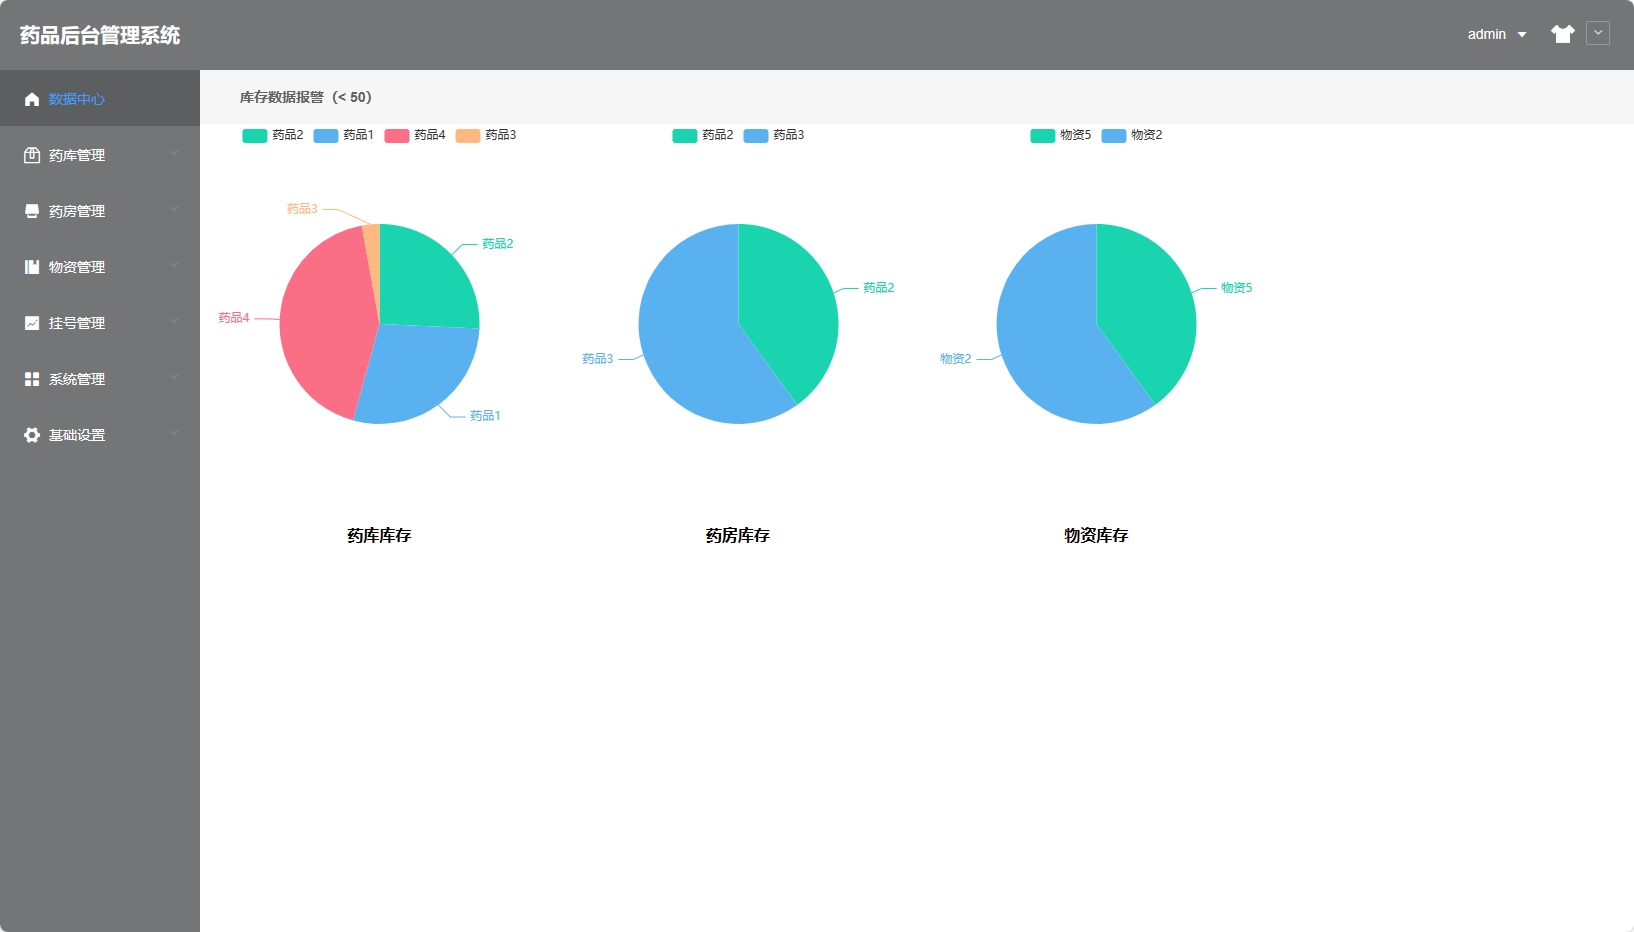 药品后台管理系统
admin
数据中心
药库管理
药房管理
物资管理
挂号管理
系统管理
基础设置
库存数据报警（< 50）
药品2 药品1 药品4 药品3
药品3
药品2
药品4
药品1
药库库存
药品2 药品3
药品2
药品3
药房库存
物资5 物资2
物资5
物资2
物资库存